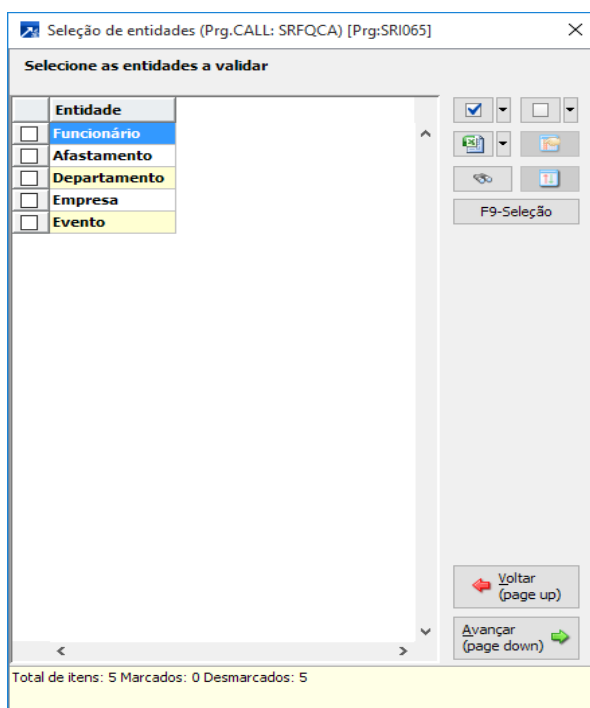 Seleção de entidades (Prg.CALL: SRFQCA) [Prg:SRI065]
Selecione as entidades a validar
Entidade
Funcionário
Afastamento
Departamento
Empresa
Evento
F9-Seleção
Voltar
(page up)
Avançar
(page down)
Total de itens: 5 Marcados: 0 Desmarcados: 5